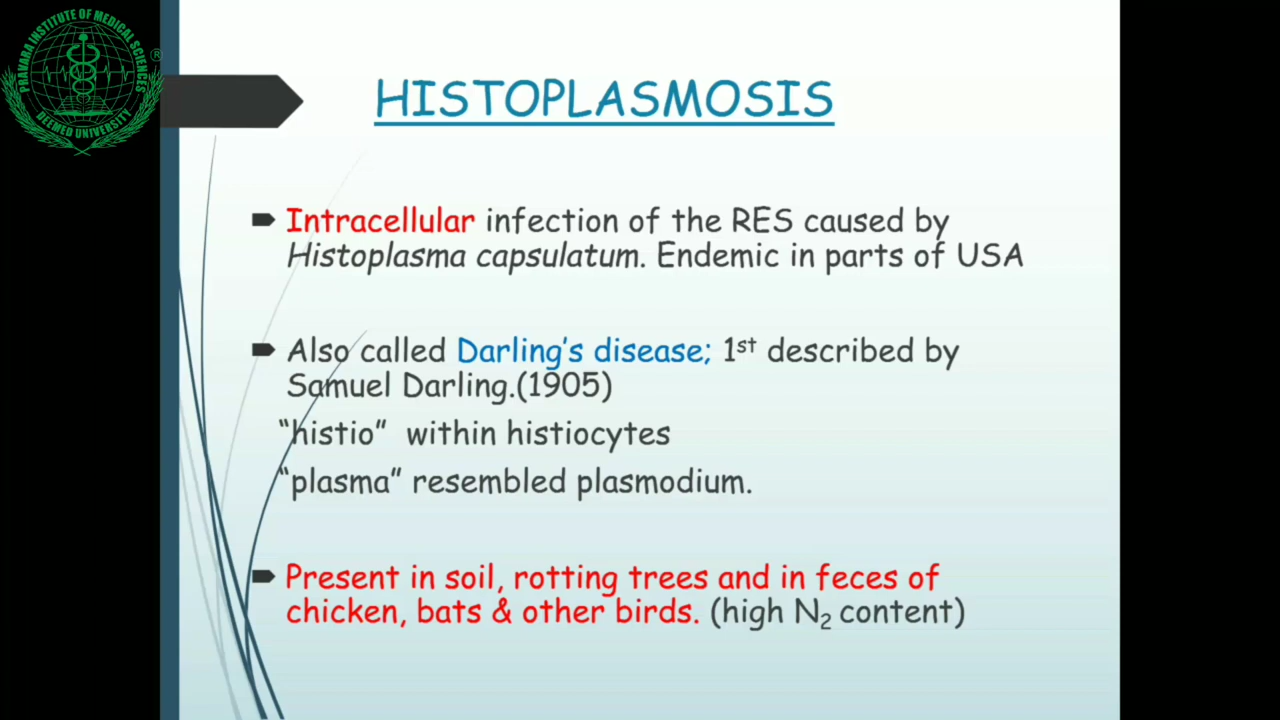 PRAVARA INSTITUTE OF MEDICAL SCIENCES
DEEMED UNIVERSITY
®
HISTOPLASMOSIS
Intracellular infection of the RES caused by
Histoplasma capsulatum. Endemic in parts of USA
Also called Darling's disease; 1st described by
Samuel Darling.(1905)
"histio" within histiocytes
"plasma" resembled plasmodium.
Present in soil, rotting trees and in feces of
chicken, bats & other birds. (high N₂ content)